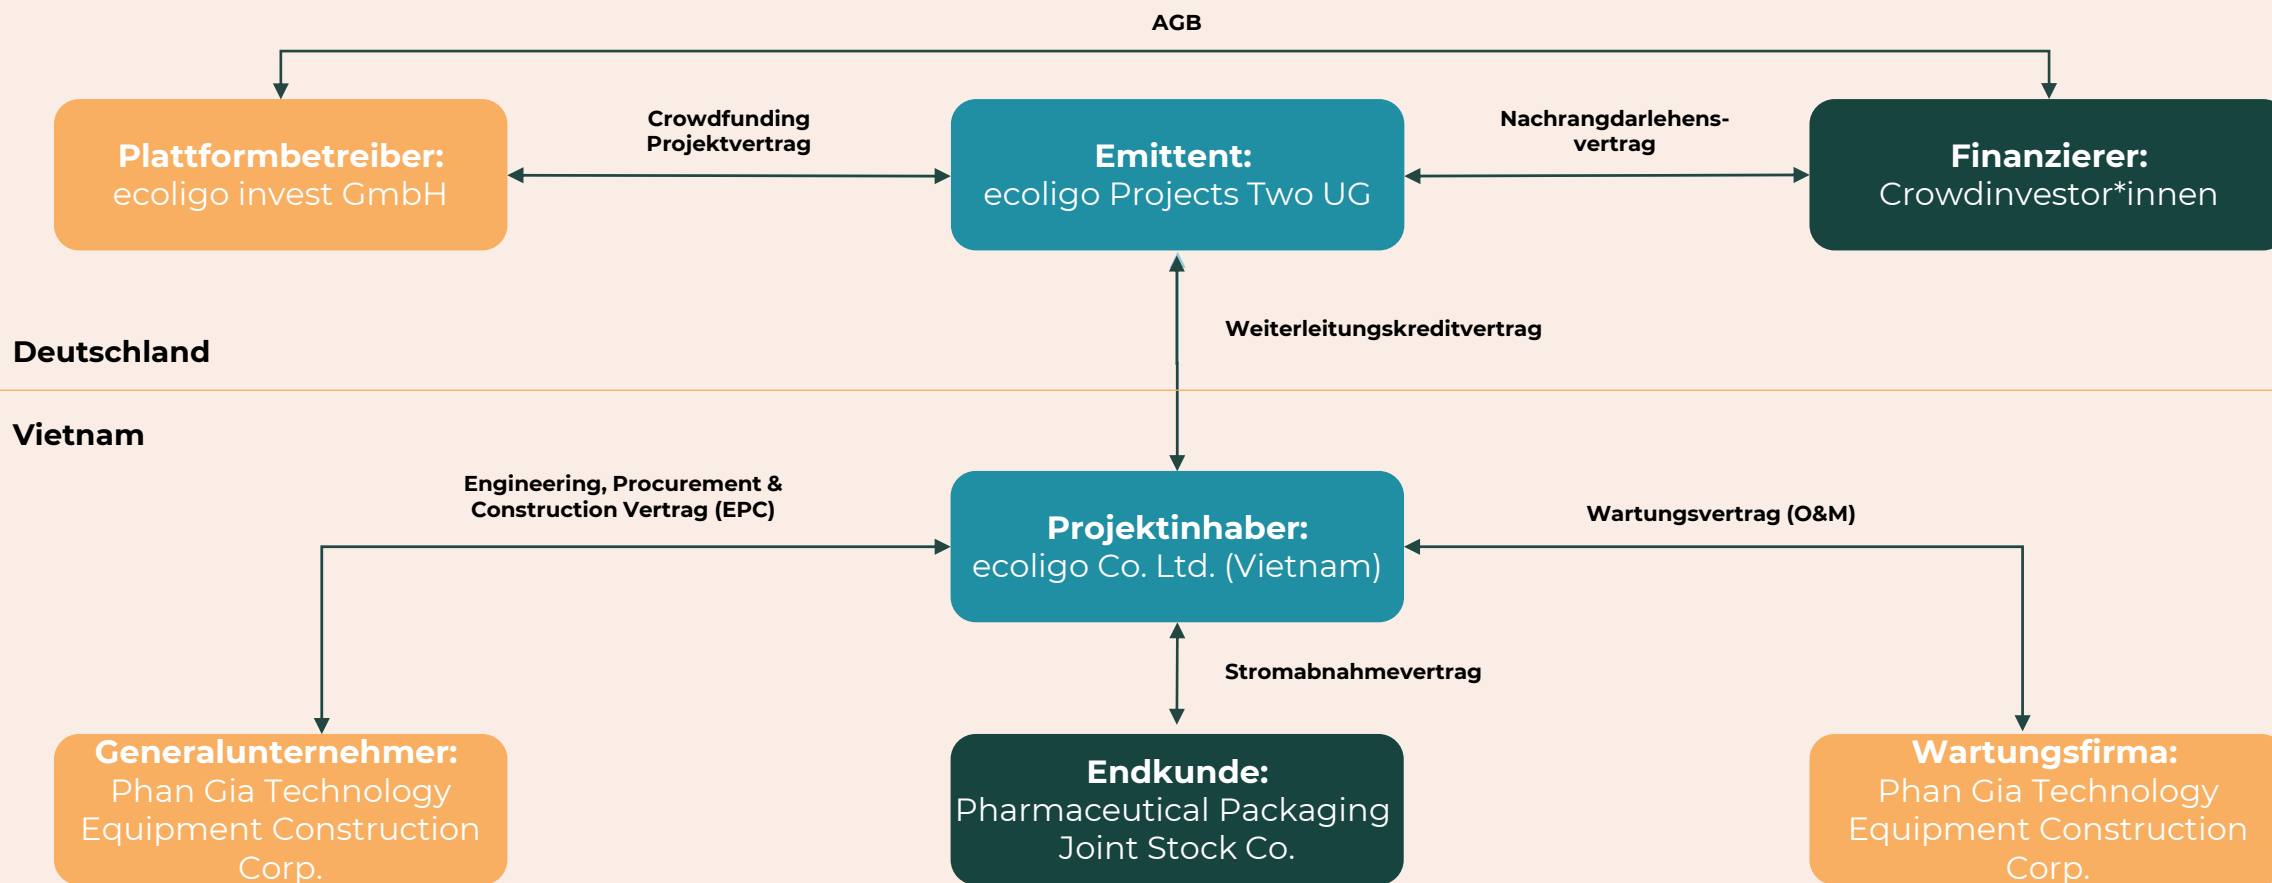 AGB
Plattformbetreiber:
ecoligo invest GmbH
Crowdfunding
Projektvertrag
Emittent:
ecoligo Projects Two UG
Nachrangdarlehens-
vertrag
Finanzierer:
Crowdinvestor*innen
Weiterleitungskreditvertrag
Deutschland
Vietnam
Engineering, Procurement &
Construction Vertrag (EPC)
Projektinhaber:
ecoligo Co. Ltd. (Vietnam)
Wartungsvertrag (O&M)
Stromabnahmevertrag
Generalunternehmer:
Phan Gia Technology
Equipment Construction
Corp.
Endkunde:
Pharmaceutical Packaging
Joint Stock Co.
Wartungsfirma:
Phan Gia Technology
Equipment Construction
Corp.